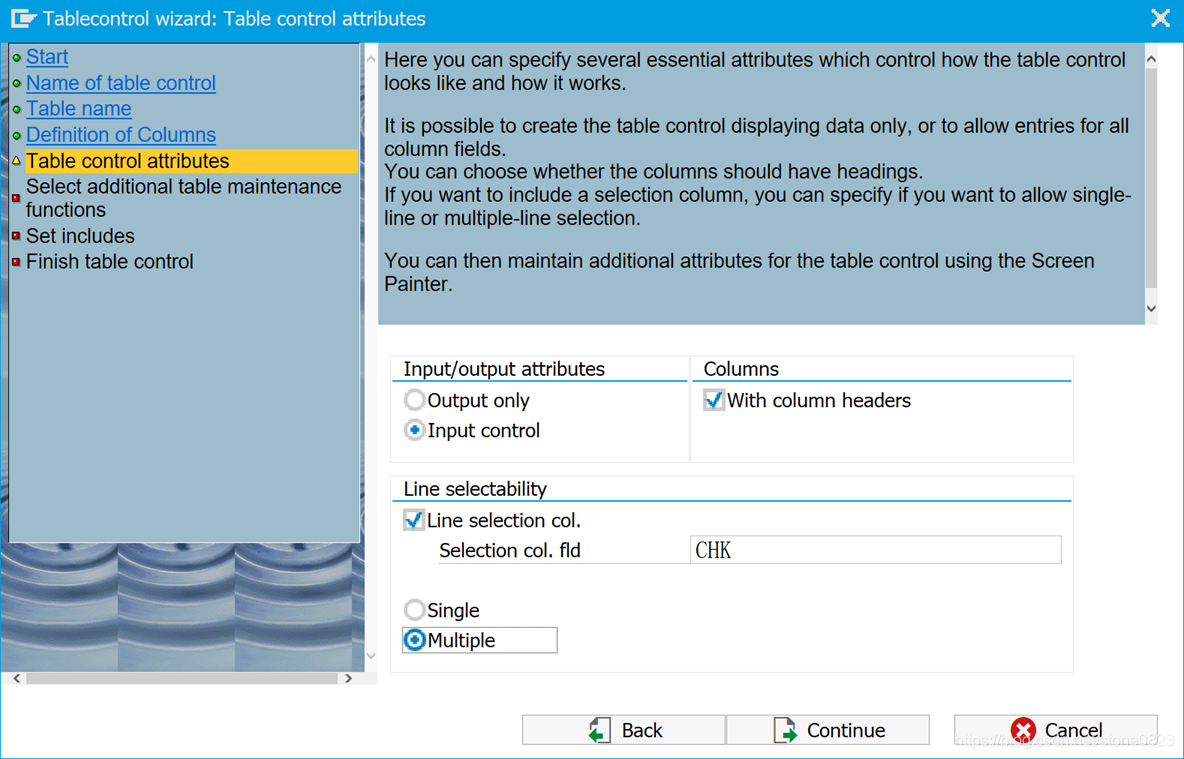 Tablecontrol wizard: Table control attributes
Start
Name of table control
Table name
Definition of Columns
Table control attributes
Select additional table maintenance
functions
Set includes
Finish table control
Here you can specify several essential attributes which control how the table control
looks like and how it works.
It is possible to create the table control displaying data only, or to allow entries for all
column fields.
You can choose whether the columns should have headings.
If you want to include a selection column, you can specify if you want to allow single-
line or multiple-line selection.
You can then maintain additional attributes for the table control using the Screen
Painter.
Input/output attributes
Output only
Input control
Columns
With column headers
Line selectability
Line selection col.
Selection col. fld
CHK
Single
Multiple
Back
Continue
Cancel
https://blog.csdn.net/stone0823